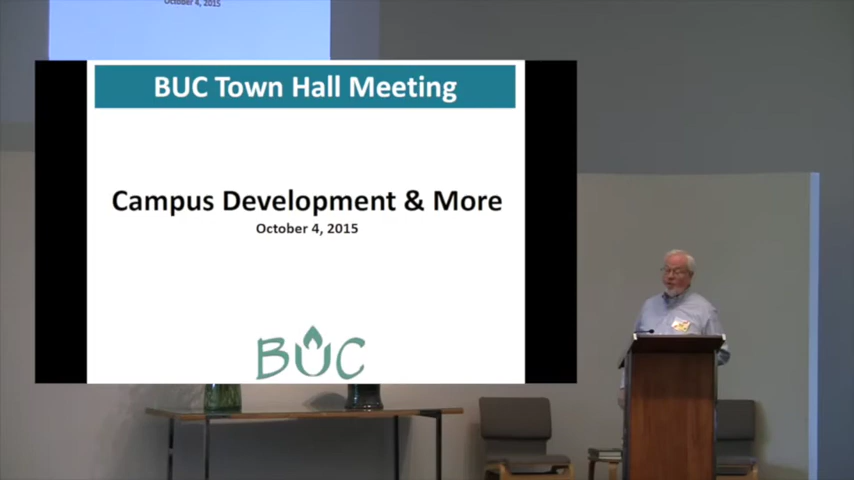 October 4, 2015
BUC Town Hall Meeting
Campus Development & More
October 4, 2015
BUC